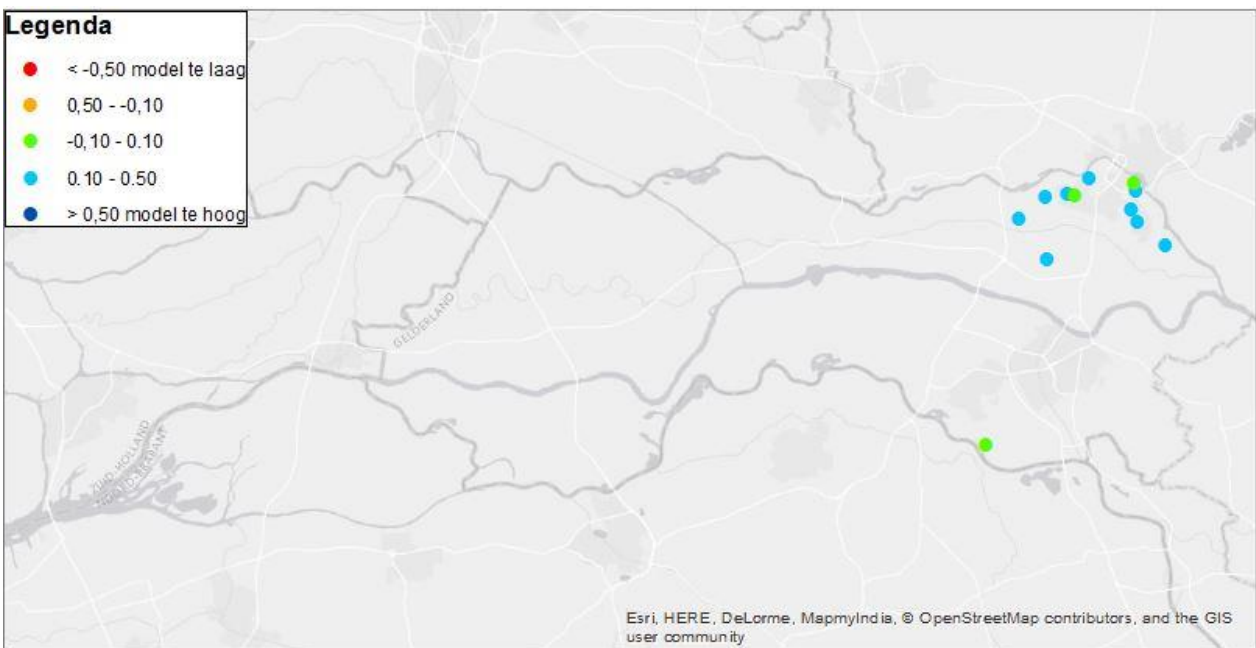 Legenda
< -0,50 model te laag
0,50 - -0,10
-0,10 - 0.10
0.10 - 0.50
> 0,50 model te hoog
GELDERLAND
ZUID-HOLLAND
NOORD-BRABANT
Esri, HERE, DeLorme, MapmyIndia, © OpenStreetMap contributors, and the GIS
user community